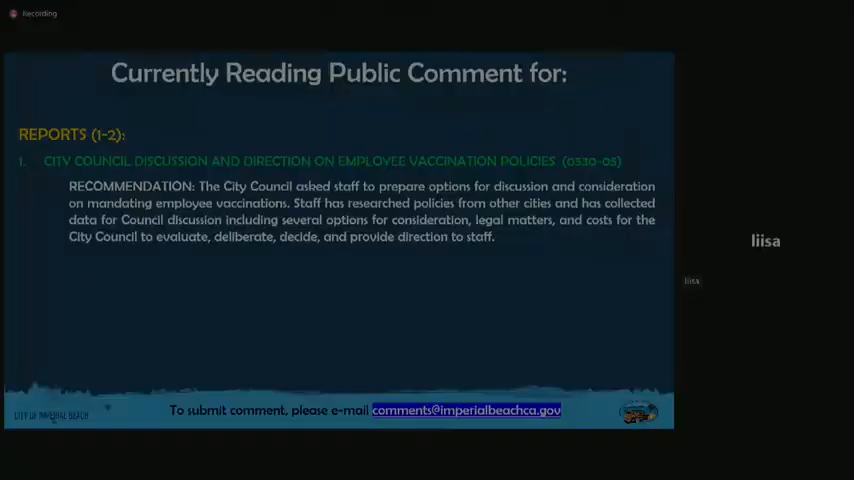 Recording
Currently Reading Public Comment for:
REPORTS (1-2):
1. CITY COUNCIL DISCUSSION AND DIRECTION ON EMPLOYEE VACCINATION POLICIES (0330-05)
RECOMMENDATION: The City Council asked staff to prepare options for discussion and consideration
on mandating employee vaccinations. Staff has researched policies from other cities and has collected
data for Council discussion including several options for consideration, legal matters, and costs for the
City Council to evaluate, deliberate, decide, and provide direction to staff.
liisa
liisa
CITY OF IMPERIAL BEACH
To submit comment, please e-mail comments@imperialbeachca.gov